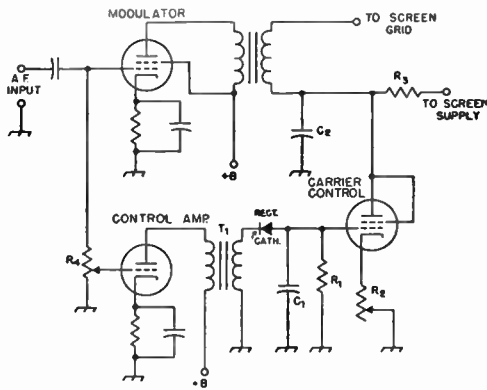 MODULATOR
TO SCREEN
GRID
A.F.
INPUT
R3
TO SCREEN
SUPPLY
C2
+B
CARRIER
CONTROL
CONTROL AMP.
T1
RECT.
CATH.
R4
C1
R1
R2
+B